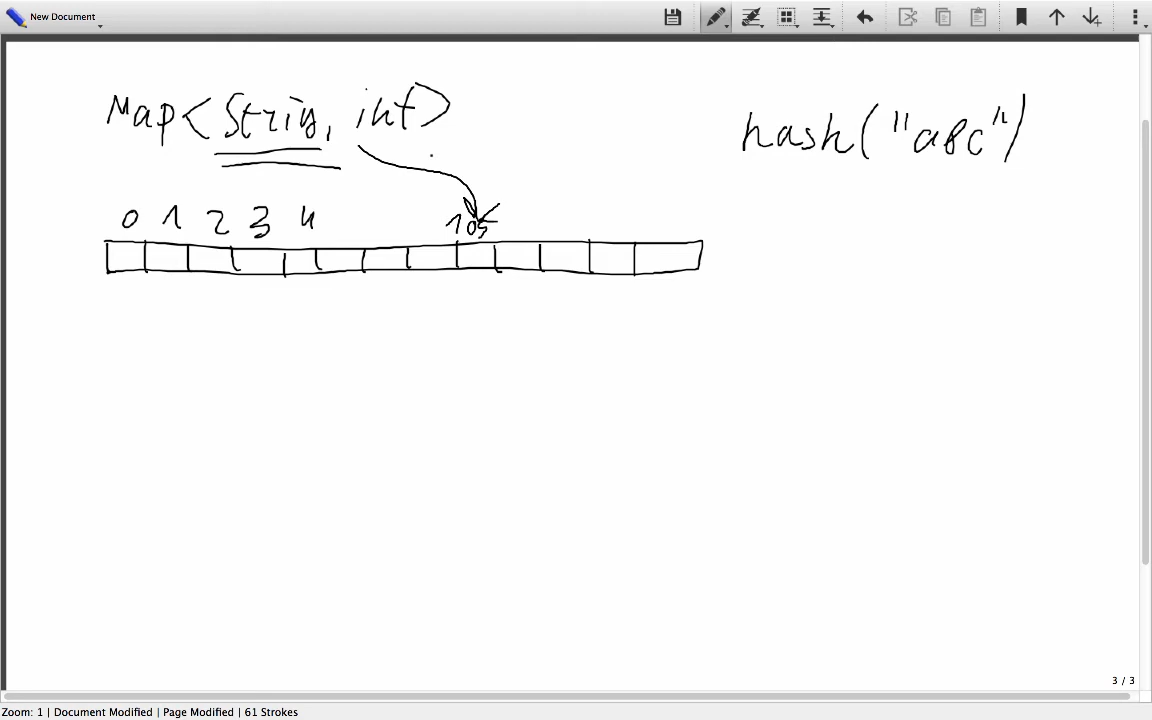 New Document
Map<String, int>
hash("abc")
0 1 2 3 4 105
3 / 3
Zoom: 1 | Document Modified | Page Modified | 61 Strokes